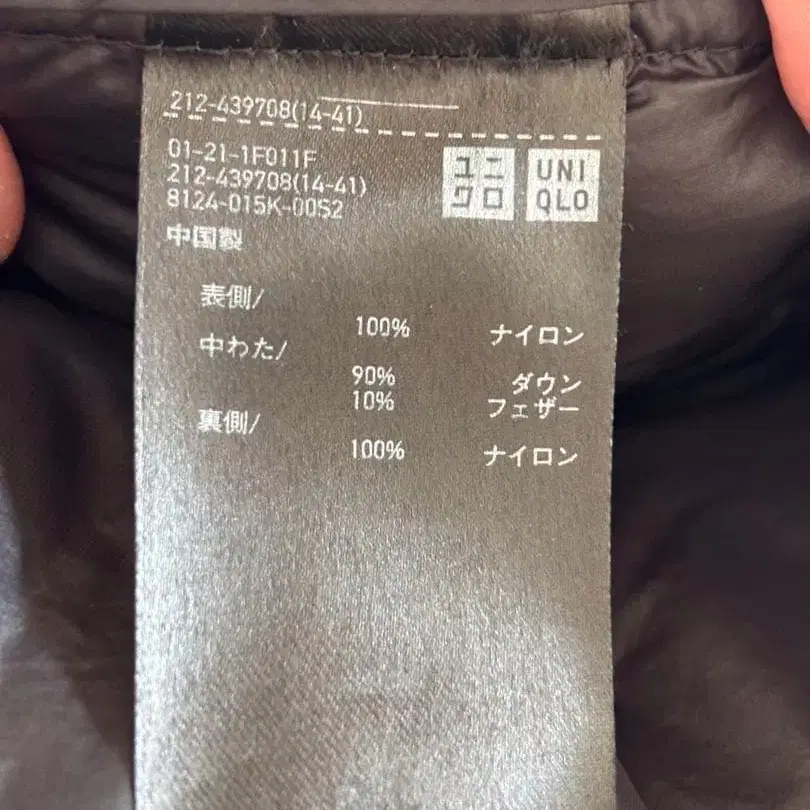 212-439708(14-41)
01-21-1F011F
212-439708(14-41)
8124-015K-00S2
ユニ
クロ
UNI
QLO
中国製
表側/
100% ナイロン
中わた/
90% ダウン
10% フェザー
裏側/
100% ナイロン